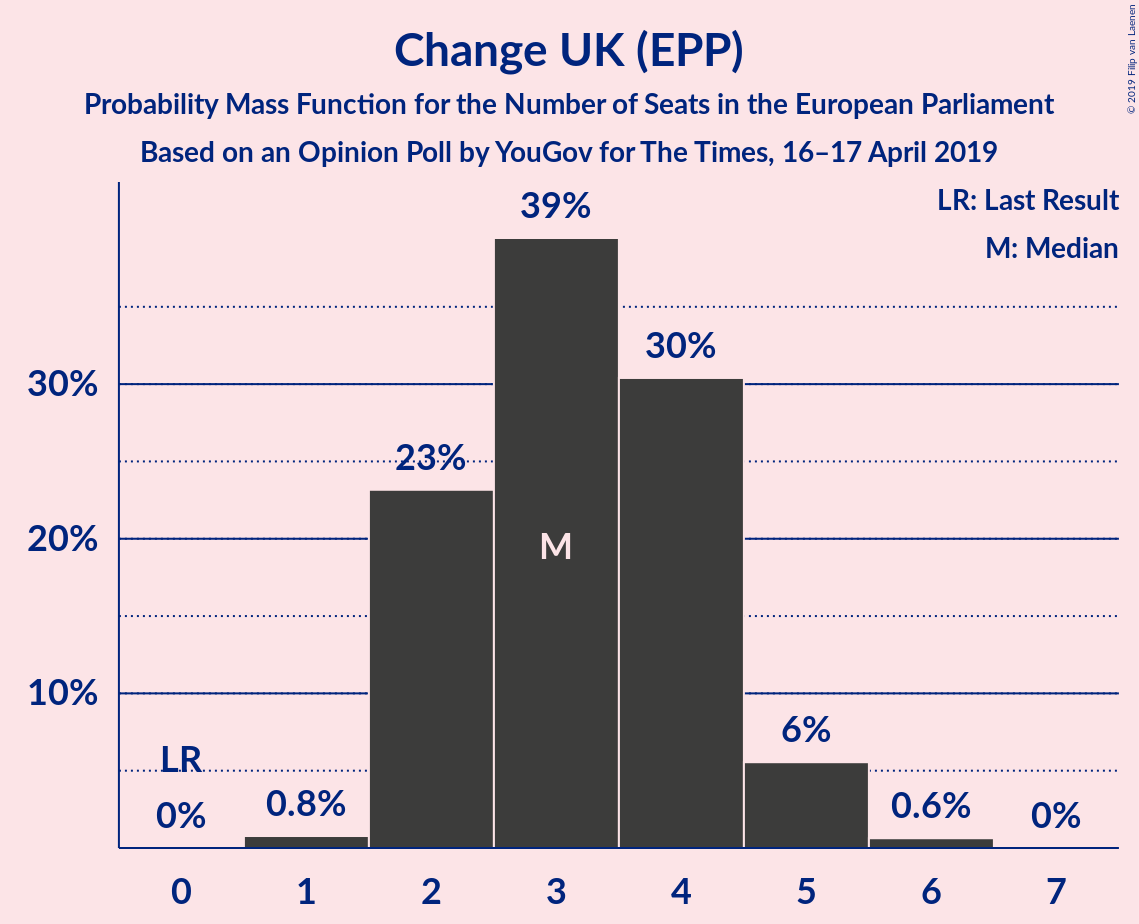 Change UK (EPP)
Probability Mass Function for the Number of Seats in the European Parliament
Based on an Opinion Poll by YouGov for The Times, 16–17 April 2019
© 2019 Filip van Laenen
LR: Last Result
M: Median
39%
30%
23%
M
6%
LR
0%
0.8%
0.6%
0%
30%
20%
10%
0 1 2 3 4 5 6 7